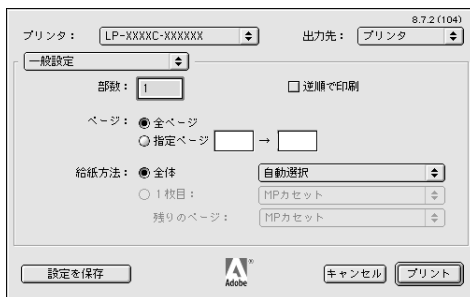 8.7.2 (104)
プリンタ： LP-XXXXC-XXXXXX 出力先： プリンタ
一般設定
部数： 1 逆順で印刷
ページ： 全ページ
指定ページ →
給紙方法： 全体 自動選択
1 枚目： MPカセット
残りのページ： MPカセット
設定を保存 Adobe ® キャンセル プリント